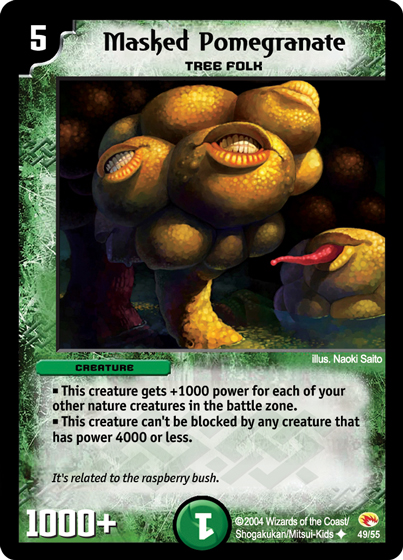 5
Masked Pomegranate
TREE FOLK
illus. Naoki Saito
CREATURE
▪ This creature gets +1000 power for each of your
other nature creatures in the battle zone.
▪ This creature can't be blocked by any creature that
has power 4000 or less.
It's related to the raspberry bush.
1000+
1
©2004 Wizards of the Coast/
Shogakukan/Mitsui-Kids ✦ 49/55